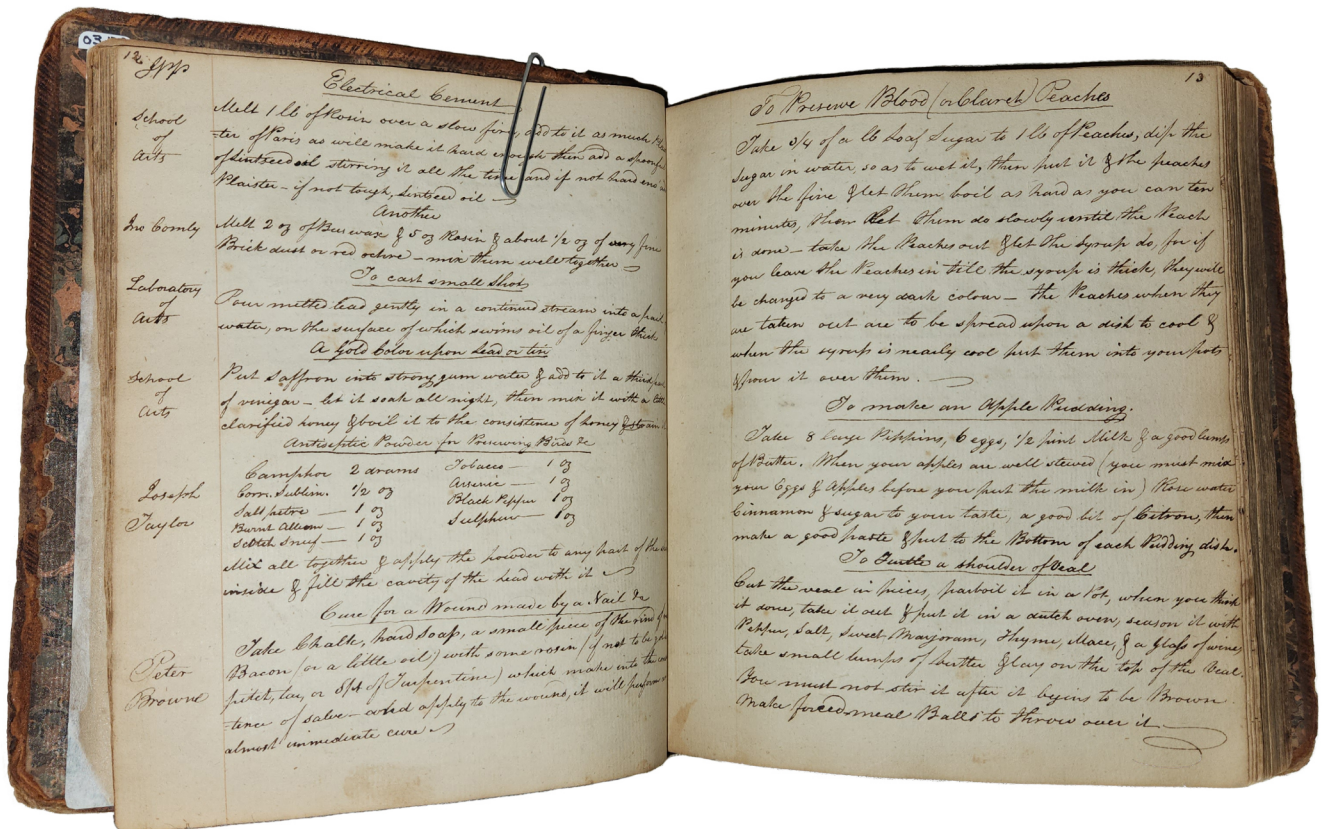 12
Electrical Cement
School
of
Arts
Melt 1 lb of Rosin over a slow fire, add to it as much
=ter of Paris as will make it hard enough then add a spoonful
of Lintseed oil stirring it all the time and if not hard eno
Plaister - if not tough, Lintseed oil
Another
Jno Comly
Melt 2 oz of Bees wax & 5 oz Rosin & about 1/2 oz of very fine
Brick dust or red ochre - mix them well together
To cast small Shot
Laboratory
of
Arts
Pour melted lead gently in a continued stream into a pail
water, on the surface of which swims oil of a finger thick
A Gold Color upon Lead or tin
School
of
Arts
Put Saffron into strong gum water & add to it a third
of vinegar - let it soak all night, then mix it with a
clarified honey & boil it to the consistence of honey & strain
Antiseptic Powder for Preserving Birds &c
Joseph
Taylor
Camphor 2 drams Tobacco — 1 oz
Corro. Sublim. 1/2 oz Arsenic — 1 oz
Salt petre — 1 oz Black Pepper 1 oz
Burnt Allum — 1 oz Sulphur — 1 oz
Scotch Snuf — 1 oz
Mix all together & apply the powder to any part of the
inside & fill the cavity of the head with it
Cure for a Wound made by a Nail &c
Peter
Browne
Take Chalk, hard soap, a small piece of the rind of
Bacon (or a little oil) with some rosin (if not to be
pitch, tar, or Spt of Turpentine) which make into the
=tence of salve and apply to the wound, it will perform
almost immediate cure
13
To Preserve Blood (or Claret) Peaches
Take 3/4 of a lb Loaf Sugar to 1 lb of Peaches, dip the
sugar in water, so as to wet it, then put it & the peaches
over the fire & let them boil as hard as you can ten
minutes, then let them do slowly until the Peach
is done - take the Peaches out & let the Syrup do, for if
you leave the Peaches in till the syrup is thick, they will
be changed to a very dark colour - the Peaches when they
are taken out are to be spread upon a dish to cool &
when the syrup is nearly cool put them into your pots
& pour it over them.
To make an Apple Pudding.
Take 8 large Pippins, 6 eggs, 1/2 pint Milk & a good lump
of Butter. When your apples are well stewed (you must mix
your Eggs & Apples before you put the milk in) Rose water
Cinnamon & sugar to your taste, a good bit of Citron, then
make a good paste & put to the Bottom of each Pudding dish.
To Turtle a shoulder of Veal
Cut the veal in pieces, parboil it in a Pot, when you think
it done, take it out & put it in a dutch oven, season it with
Pepper, Salt, Sweet Marjoram, Thyme, Mace, & a Glass of wine,
take small lumps of butter & lay on the top of the Veal.
You must not stir it after it begins to be Brown.
Make forced meal Balls to throw over it